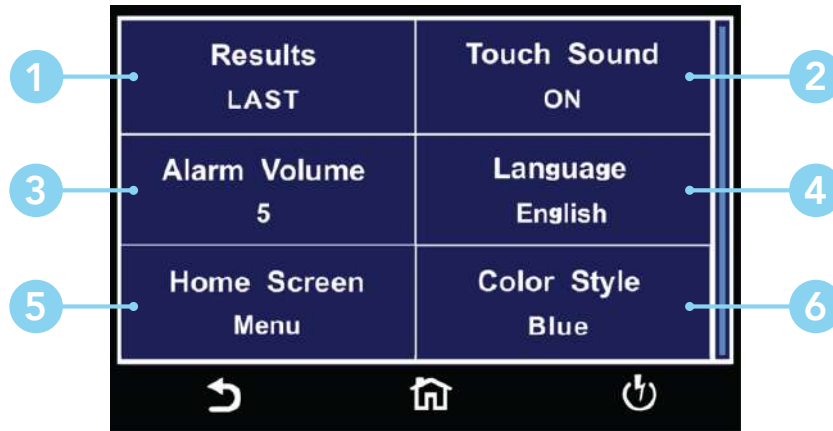 Results
LAST
Touch Sound
ON
Alarm Volume
5
Language
English
Home Screen
Menu
Color Style
Blue
1
2
3
4
5
6